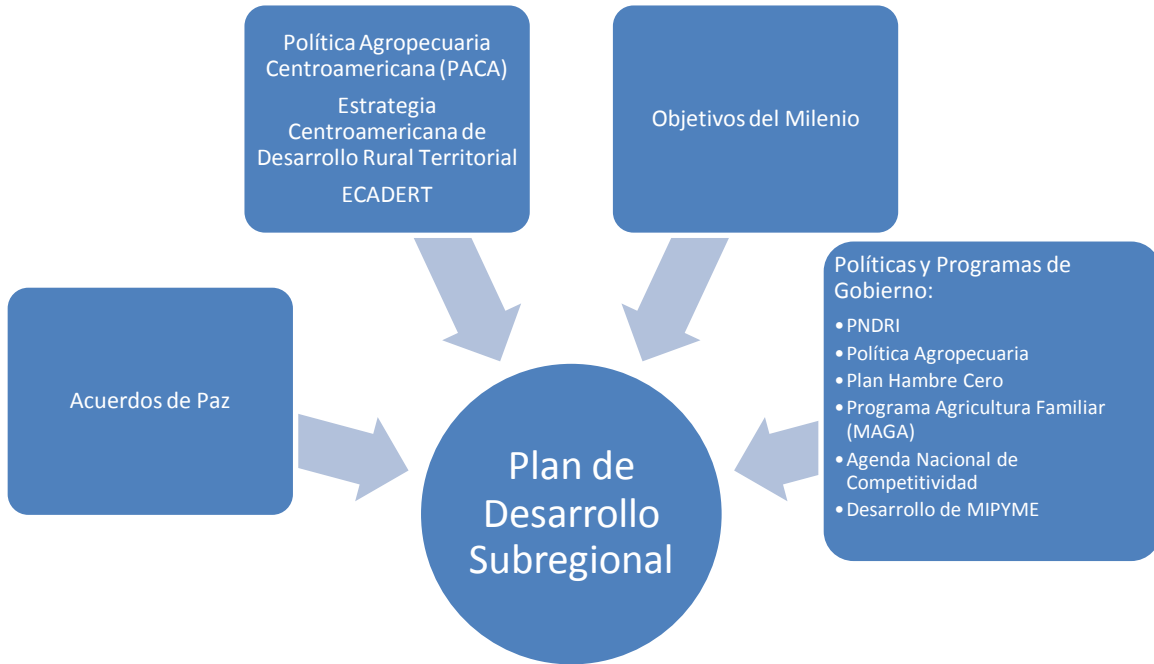 Política Agropecuaria
Centroamericana (PACA)
Estrategia
Centroamericana de
Desarrollo Rural Territorial
ECADERT
Objetivos del Milenio
Políticas y Programas de
Gobierno:
• PNDRI
• Política Agropecuaria
• Plan Hambre Cero
• Programa Agricultura Familiar
(MAGA)
• Agenda Nacional de
Competitividad
• Desarrollo de MIPYME
Acuerdos de Paz
Plan de
Desarrollo
Subregional